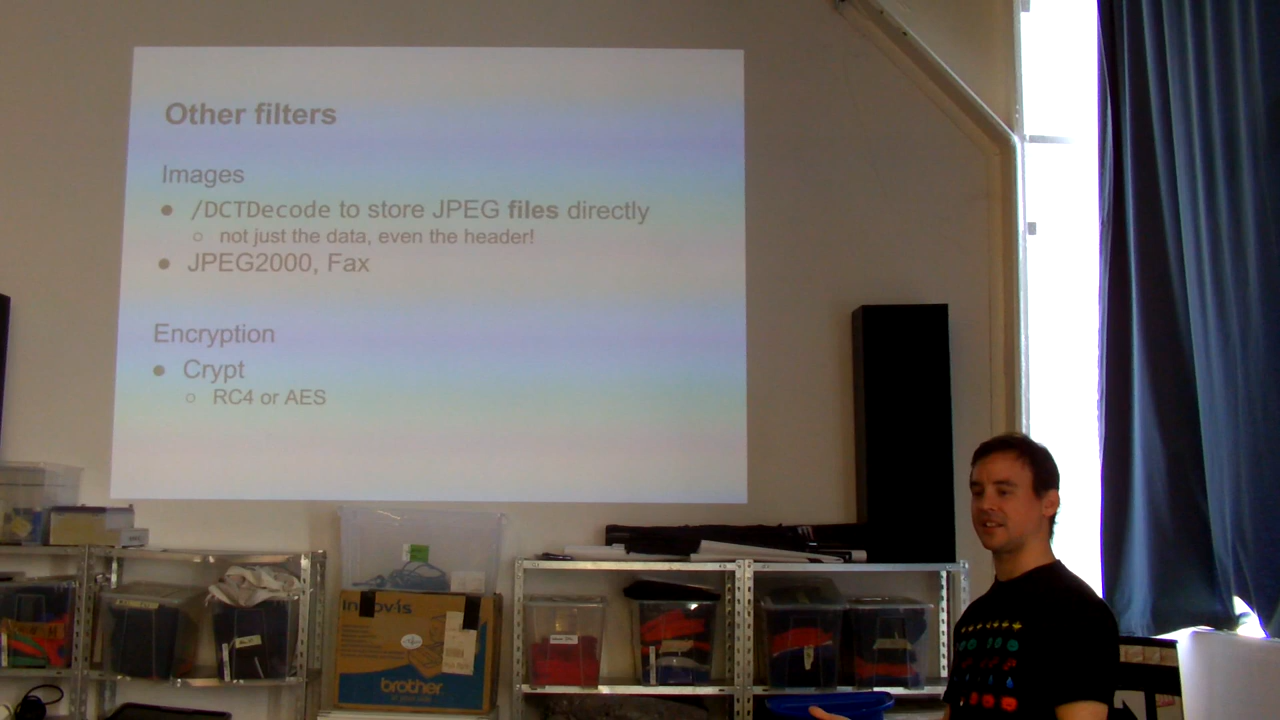 Other filters
Images
● /DCTDecode to store JPEG files directly
○ not just the data, even the header!
● JPEG2000, Fax
Encryption
● Crypt
○ RC4 or AES
brother